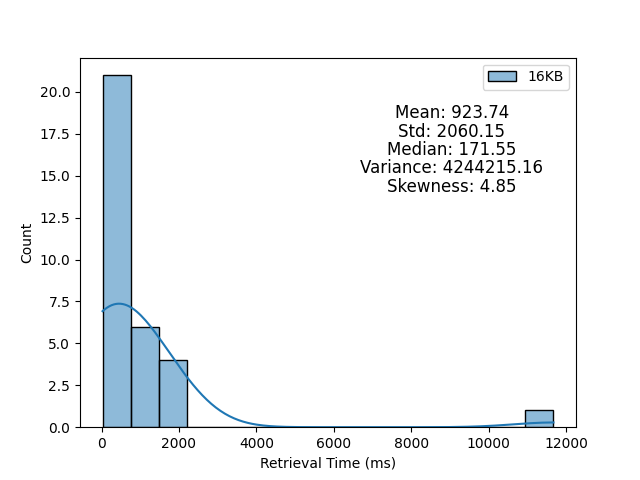 16KB
Mean: 923.74
Std: 2060.15
Median: 171.55
Variance: 4244215.16
Skewness: 4.85
Count
20.0
17.5
15.0
12.5
10.0
7.5
5.0
2.5
0.0
0 2000 4000 6000 8000 10000 12000
Retrieval Time (ms)